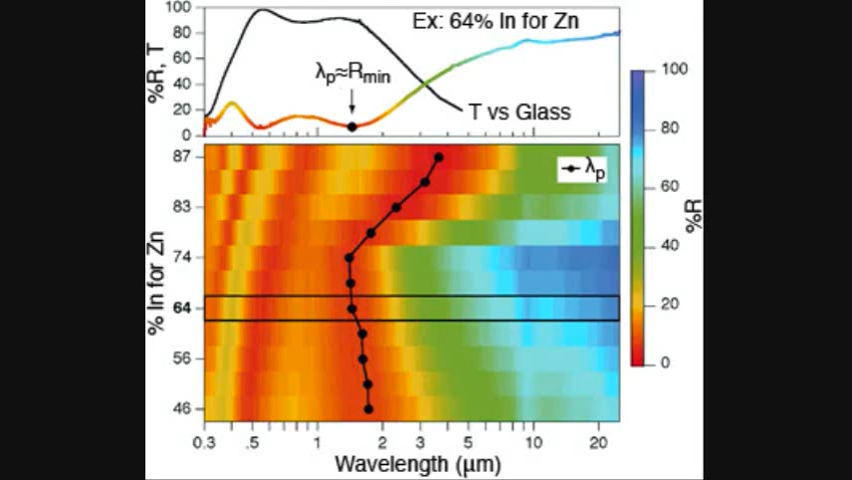 100
80
60
40
20
0
%R, T
Ex: 64% In for Zn
λp≈Rmin
T vs Glass
87
83
74
64
56
46
% In for Zn
λp
100
80
60
40
20
0
%R
0.3 .5 1 2 3 5 10 20
Wavelength (μm)